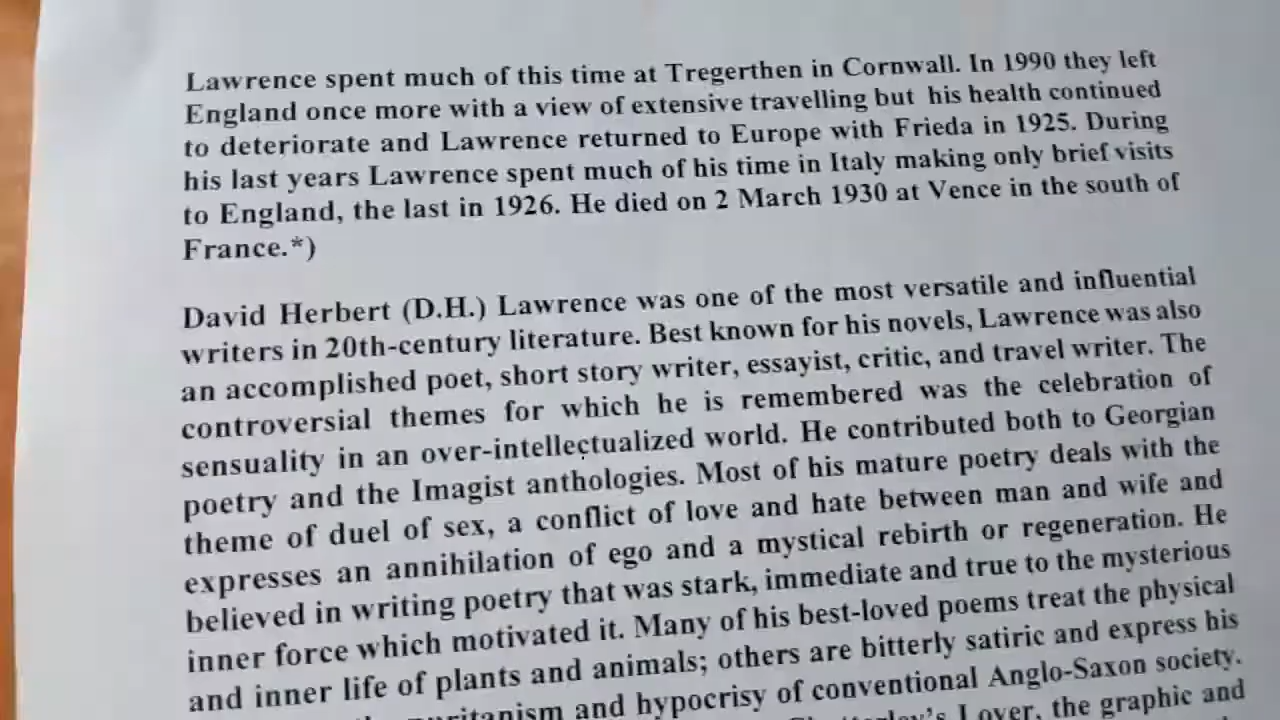 Lawrence spent much of this time at Tregerthen in Cornwall. In 1990 they left
England once more with a view of extensive travelling but his health continued
to deteriorate and Lawrence returned to Europe with Frieda in 1925. During
his last years Lawrence spent much of his time in Italy making only brief visits
to England, the last in 1926. He died on 2 March 1930 at Vence in the south of
France.*)
David Herbert (D.H.) Lawrence was one of the most versatile and influential
writers in 20th-century literature. Best known for his novels, Lawrence was also
an accomplished poet, short story writer, essayist, critic, and travel writer. The
controversial themes for which he is remembered was the celebration of
sensuality in an over-intellectualized world. He contributed both to Georgian
poetry and the Imagist anthologies. Most of his mature poetry deals with the
theme of duel of sex, a conflict of love and hate between man and wife and
expresses an annihilation of ego and a mystical rebirth or regeneration. He
believed in writing poetry that was stark, immediate and true to the mysterious
inner force which motivated it. Many of his best-loved poems treat the physical
and inner life of plants and animals; others are bitterly satiric and express his
puritanism and hypocrisy of conventional Anglo-Saxon society.
Lover, the graphic and